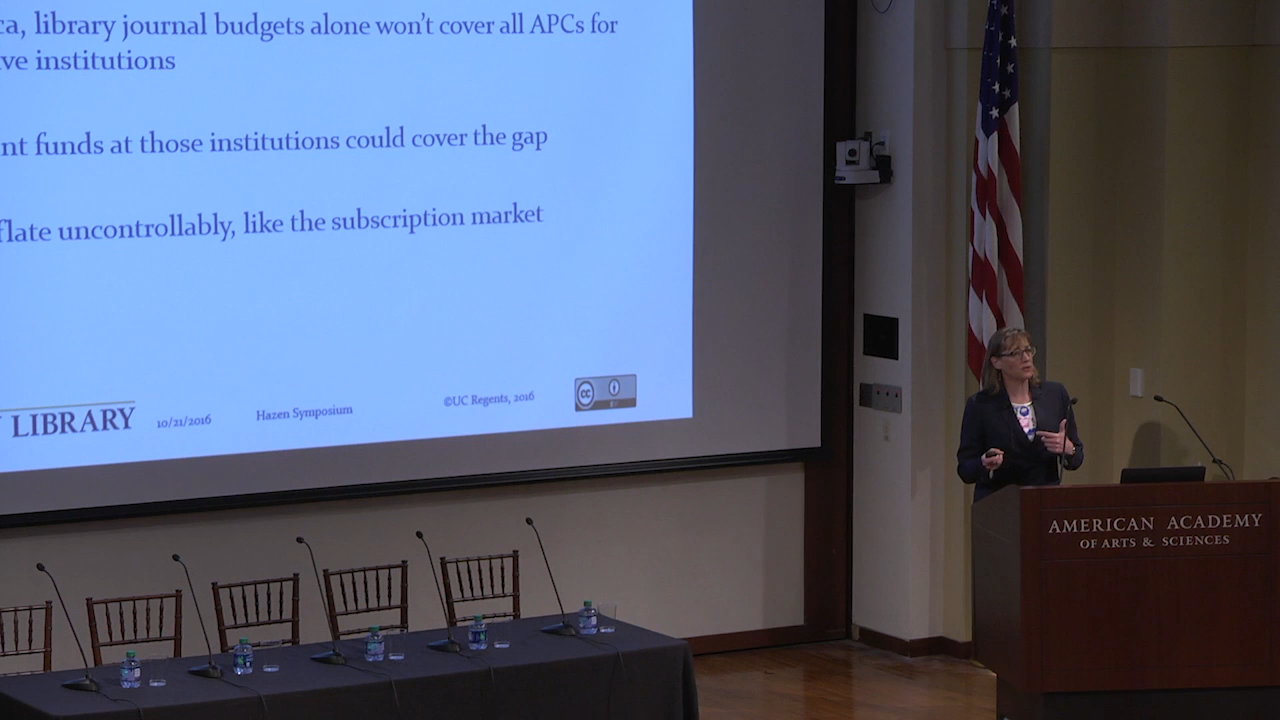 ca, library journal budgets alone won't cover all APCs for
ve institutions
nt funds at those institutions could cover the gap
flate uncontrollably, like the subscription market
LIBRARY
10/21/2016
Hazen Symposium
©UC Regents, 2016
cc
AMERICAN ACADEMY
OF ARTS & SCIENCES